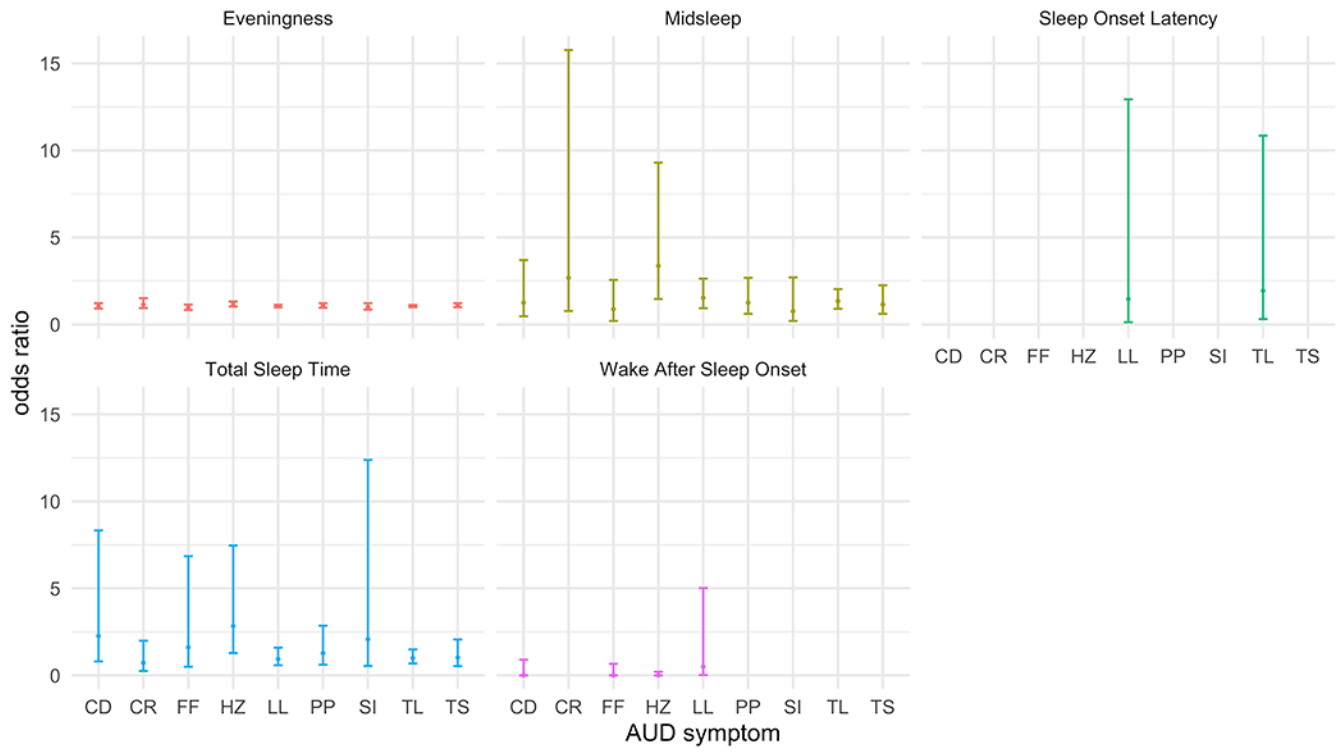 Eveningness
Midsleep
Sleep Onset Latency
15
10
5
0
CD CR FF HZ LL PP SI TL TS
odds ratio
Total Sleep Time
Wake After Sleep Onset
15
10
5
0
CD CR FF HZ LL PP SI TL TS
CD CR FF HZ LL PP SI TL TS
AUD symptom